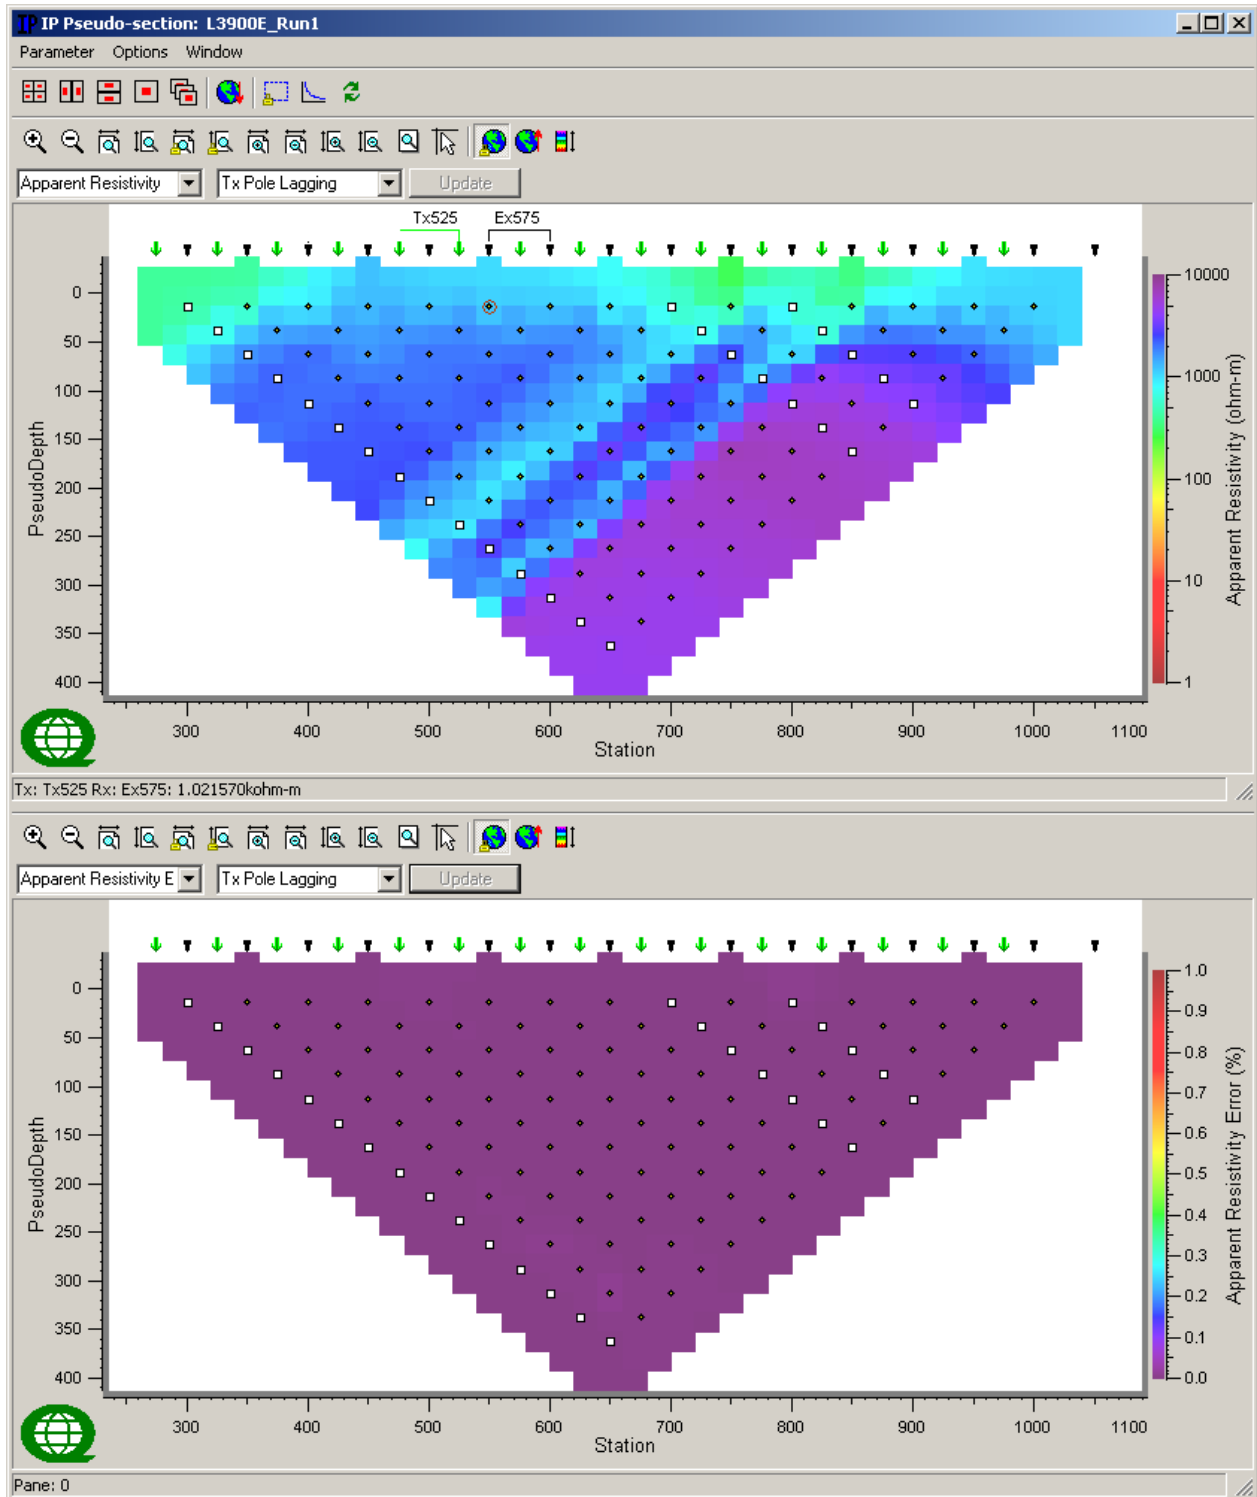 IP Pseudo-section: L3900E_Run1
Parameter Options Window
Apparent Resistivity Tx Pole Lagging Update
Tx525 Ex575
0
50
100
150
200
250
300
350
400
PseudoDepth
300 400 500 600 700 800 900 1000 1100
Station
10000
1000
100
10
1
Apparent Resistivity (ohm-m)
Tx: Tx525 Rx: Ex575: 1.021570kohm-m
Apparent Resistivity E Tx Pole Lagging Update
0
50
100
150
200
250
300
350
400
PseudoDepth
300 400 500 600 700 800 900 1000 1100
Station
1.0
0.9
0.8
0.7
0.6
0.5
0.4
0.3
0.2
0.1
0.0
Apparent Resistivity Error (%)
Pane: 0